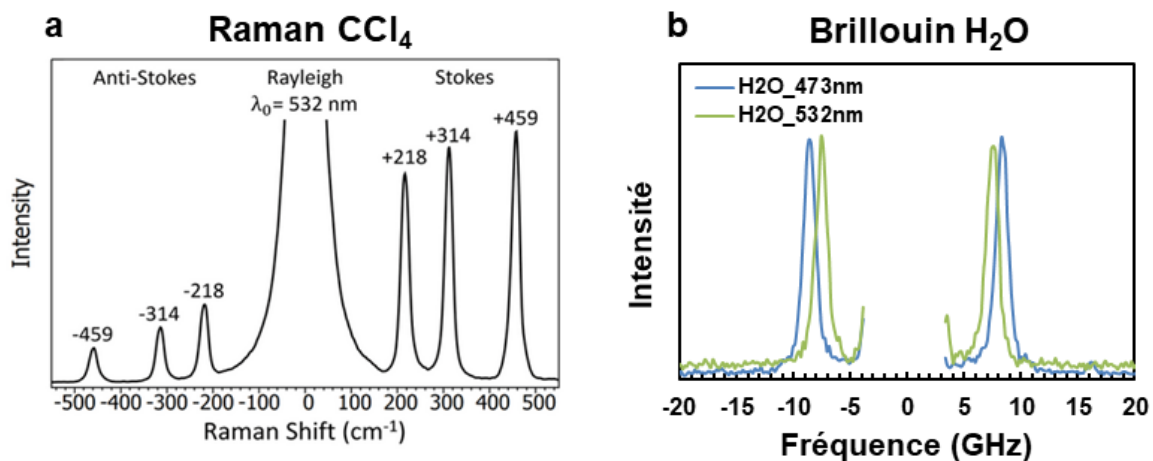 a
Raman CCl4
Anti-Stokes
Rayleigh
Stokes
λ0= 532 nm
+459
+314
+218
-218
-314
-459
Intensity
-500 -400 -300 -200 -100 0 100 200 300 400 500
Raman Shift (cm-1)
b
Brillouin H2O
H2O_473nm
H2O_532nm
Intensité
-20 -15 -10 -5 0 5 10 15 20
Fréquence (GHz)